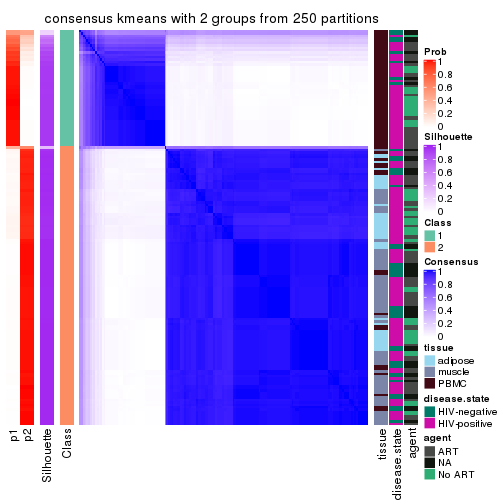 consensus kmeans with 2 groups from 250 partitions
Prob
1
0.8
0.6
0.4
0.2
0
Silhouette
1
0.8
0.6
0.4
0.2
0
Class
1
2
Consensus
1
0.8
0.6
0.4
0.2
0
tissue
adipose
muscle
PBMC
disease.state
HIV-negative
HIV-positive
agent
ART
NA
No ART
p1
p2
Silhouette
Class
tissue
disease.state
agent